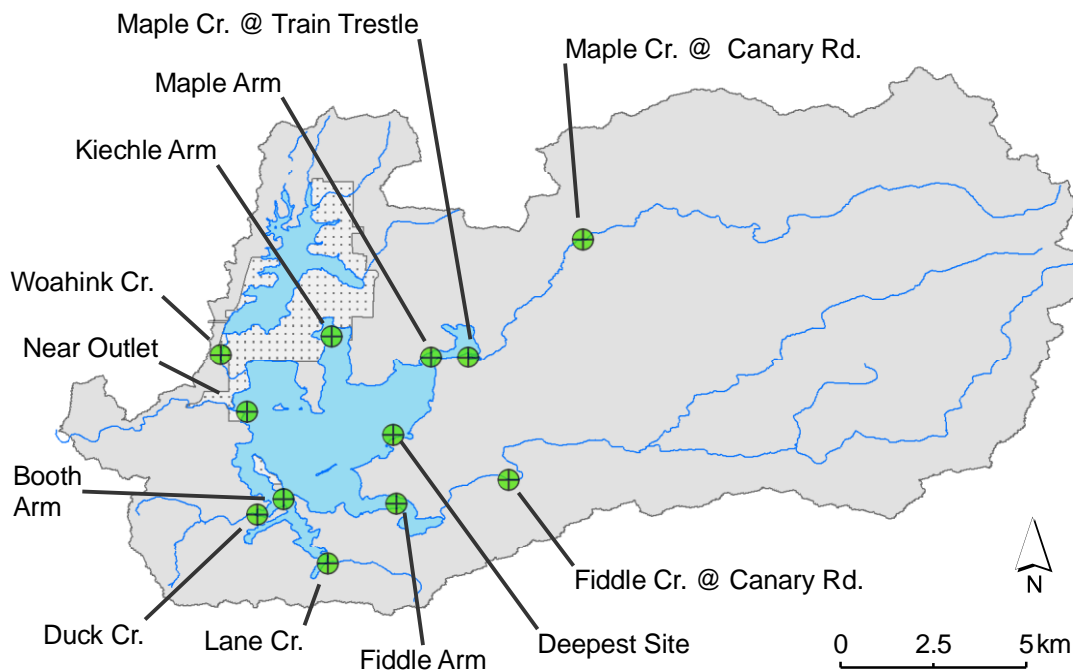 Maple Cr. @ Train Trestle
Maple Cr. @ Canary Rd.
Maple Arm
Kiechle Arm
Woahink Cr.
Near Outlet
Booth
Arm
Duck Cr.
Lane Cr.
Fiddle Arm
Deepest Site
Fiddle Cr. @ Canary Rd.
N
0 2.5 5 km